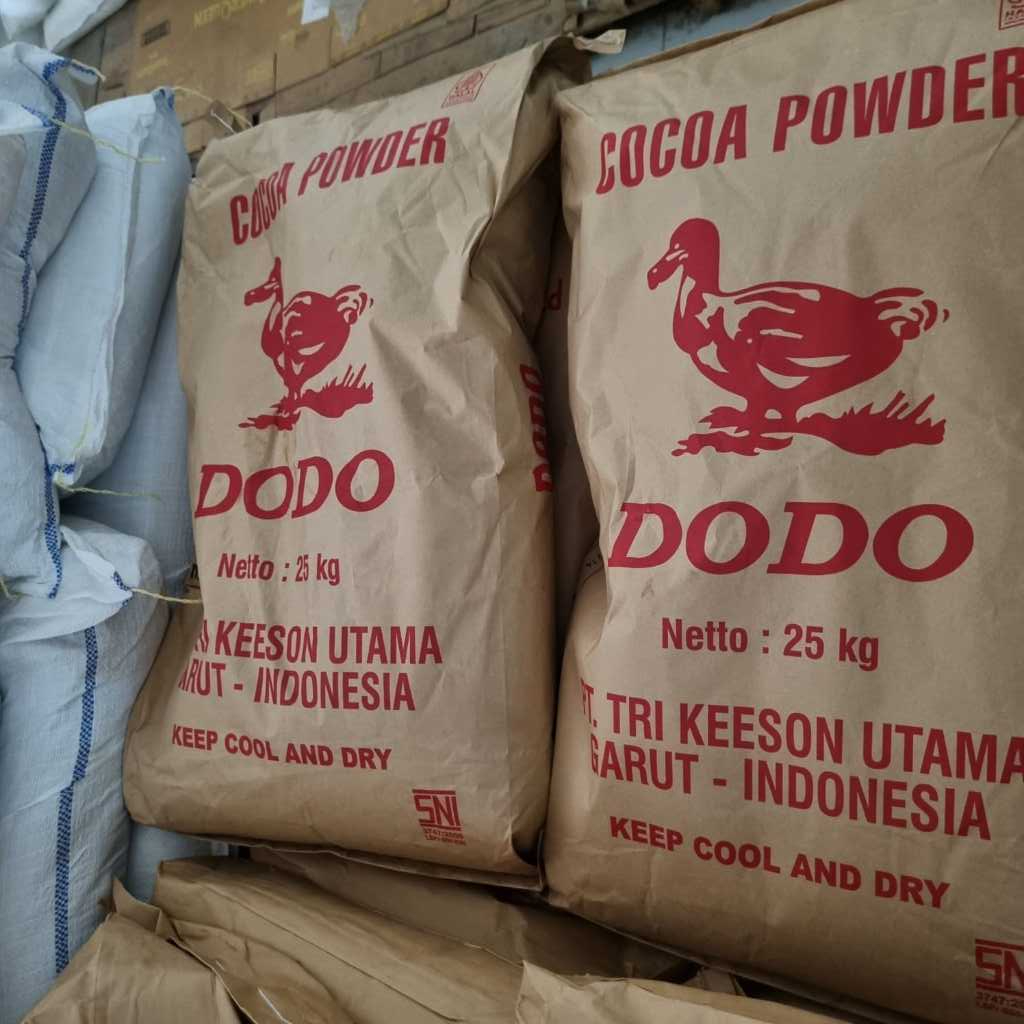 COCOA POWDER
DODO
Netto : 25 kg
KEESON UTAMA
- INDONESIA
KEEP COOL AND DRY
SNI
DODO
COCOA POWDER
DODO
Netto : 25 kg
PT. TRI KEESON UTAMA
GARUT - INDONESIA
KEEP COOL AND DRY
SNI